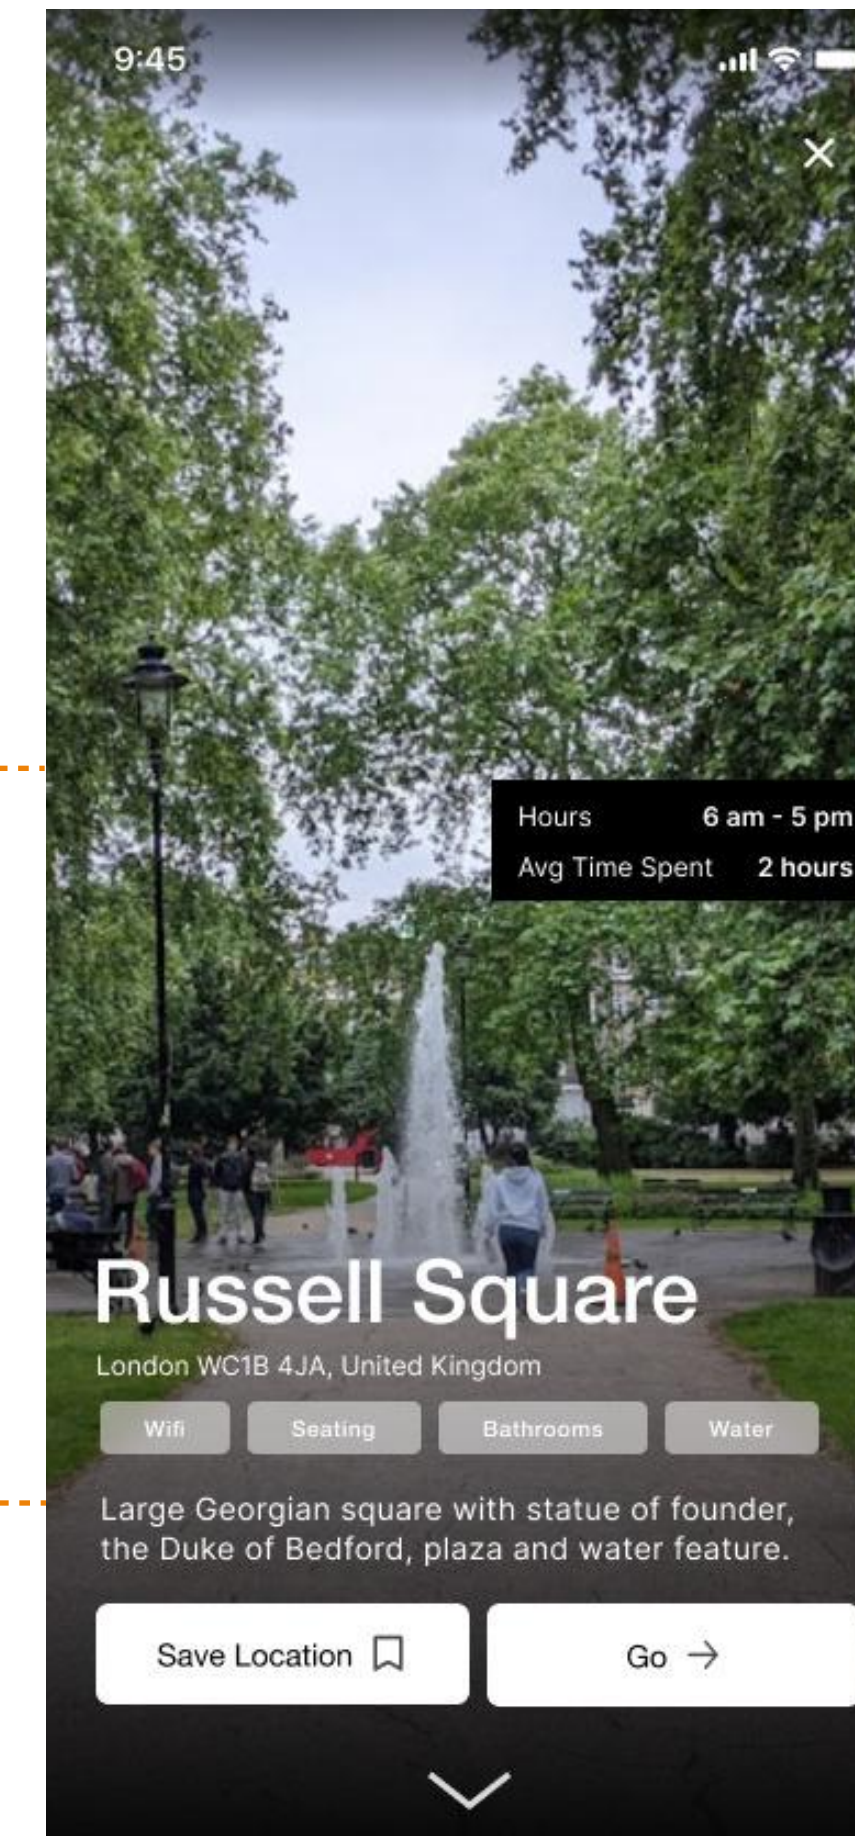 9:45
Hours 6 am - 5 pm
Avg Time Spent 2 hours
Russell Square
London WC1B 4JA, United Kingdom
Wifi Seating Bathrooms Water
Large Georgian square with statue of founder,
the Duke of Bedford, plaza and water feature.
Save Location Go →